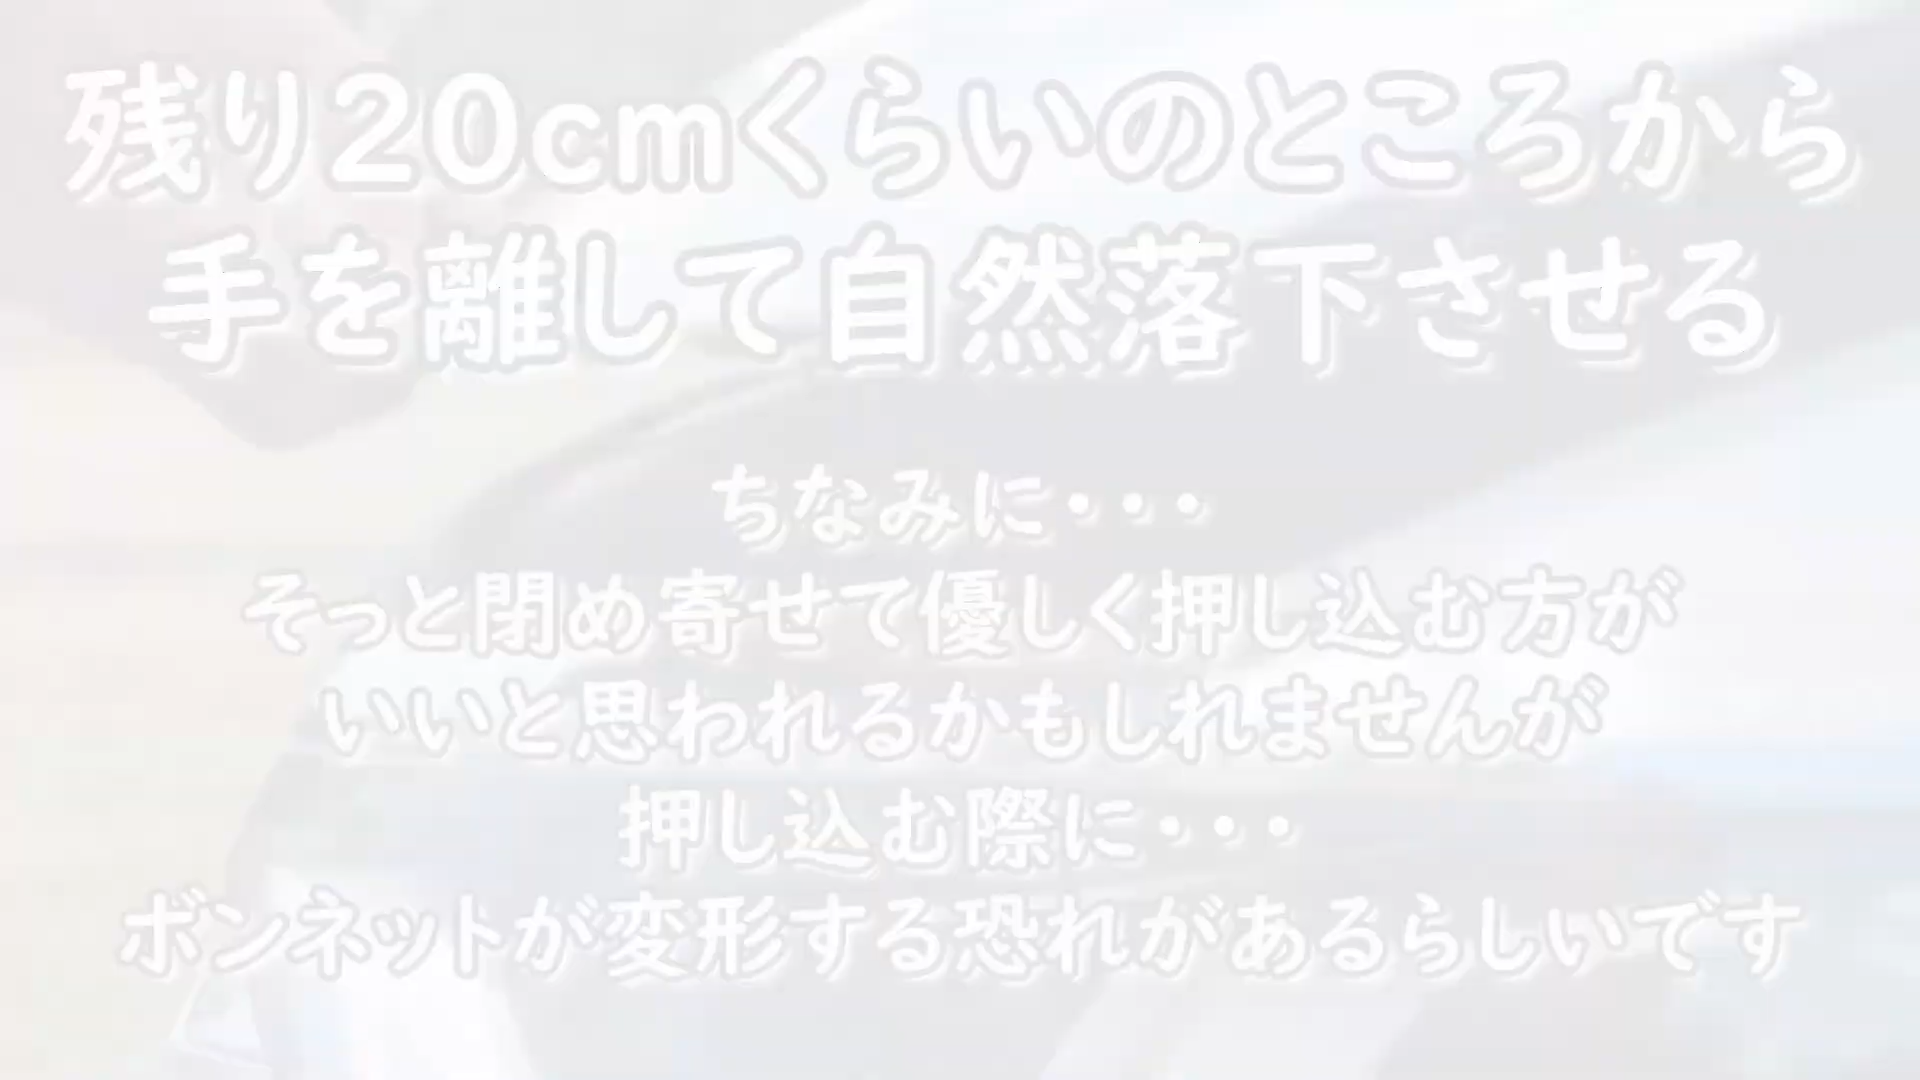 残り20cmくらいのところから
手を離して自然落下させる
ちなみに・・・
そっと閉め寄せて優しく押し込む方が
いいと思われるかもしれませんが
押し込む際に・・・
ボンネットが変形する恐れがあるらしいです